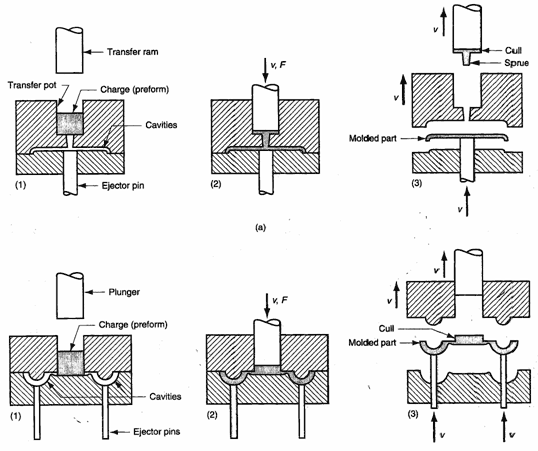 Transfer ram
Transfer pot
Charge (preform)
Cavities
Ejector pin
(1)
v, F
(2)
v
Cull
Sprue
v
Molded part
(3)
v
(a)
Plunger
Charge (preform)
Cavities
Ejector pins
(1)
v, F
(2)
v
v
Cull
Molded part
(3)
v
v